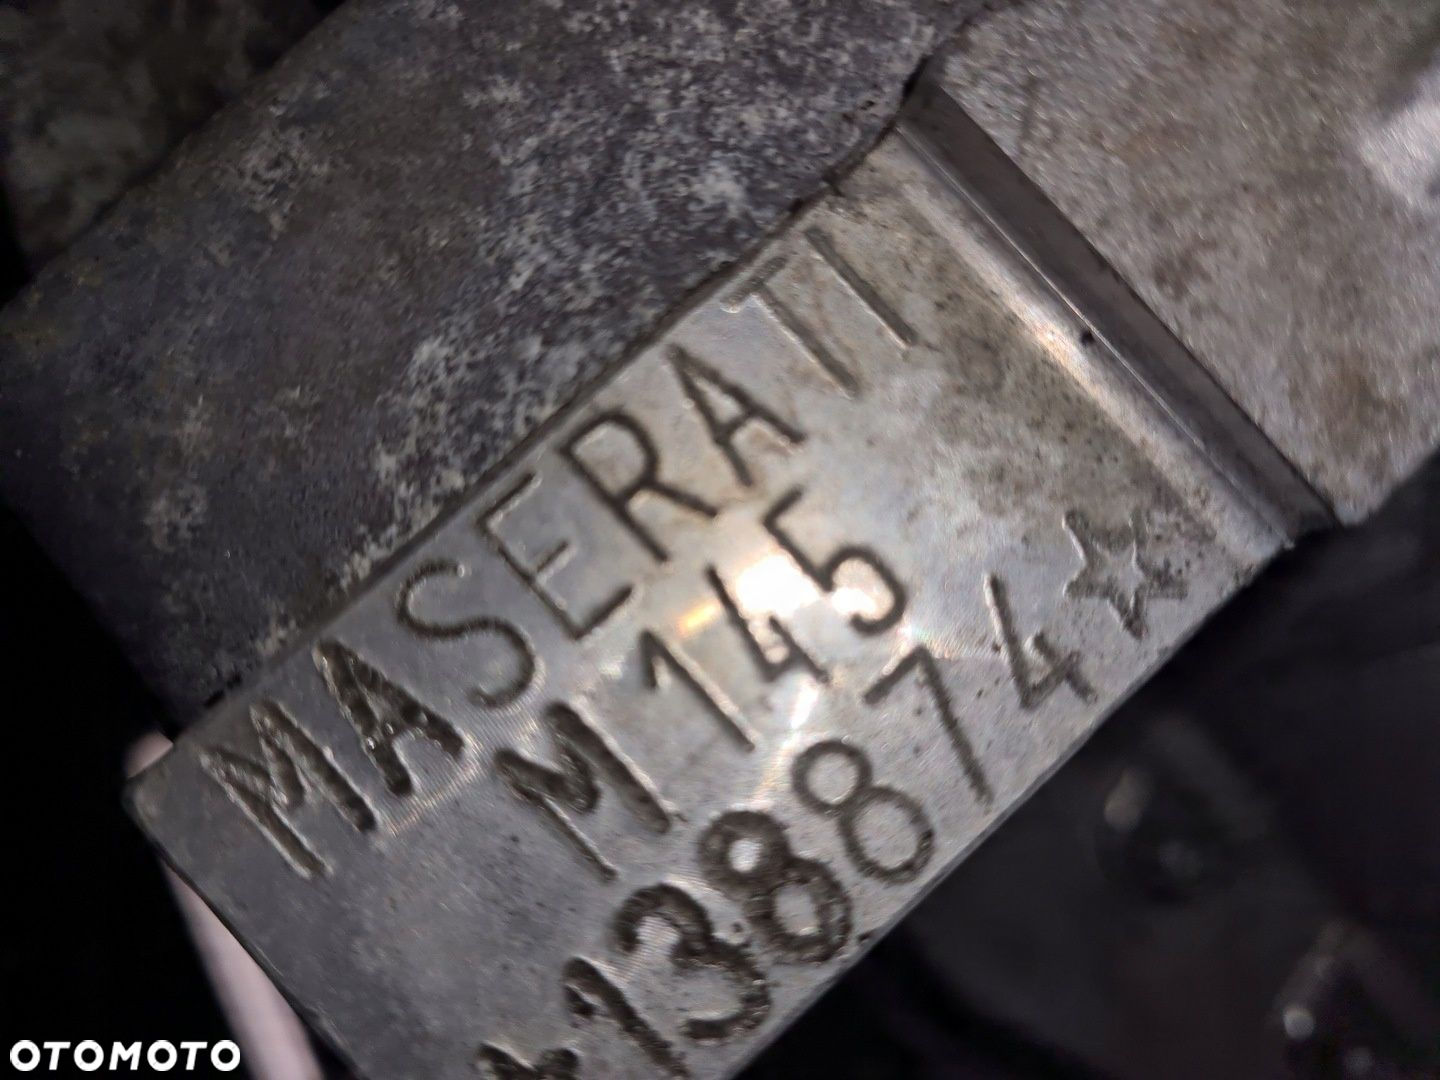 MASERATI
M145
*138874☆
OTOMOTO